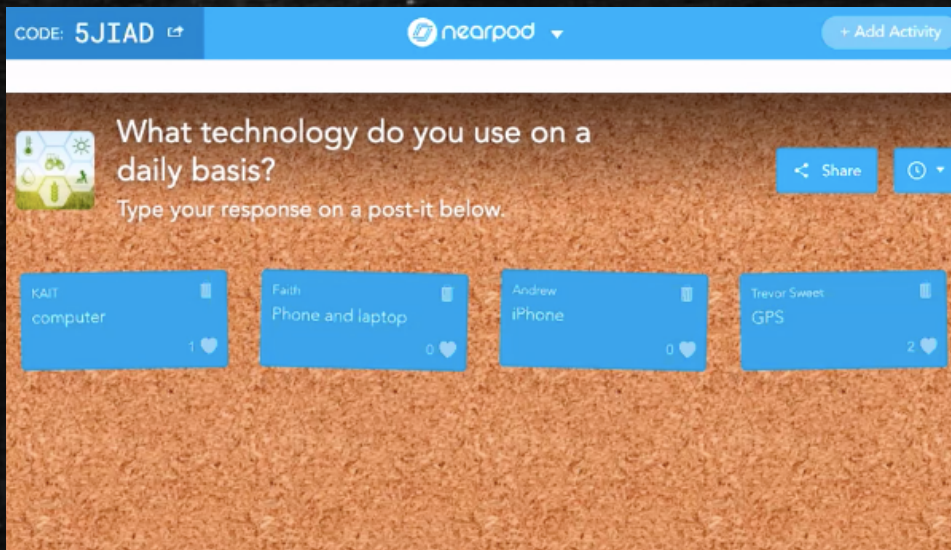 CODE: 5JIAD
nearpod
+ Add Activity
What technology do you use on a
daily basis?
Type your response on a post-it below.
Share
KAIT
computer
1
Faith
Phone and laptop
0
Andrew
iPhone
0
Trevor Sweet
GPS
2